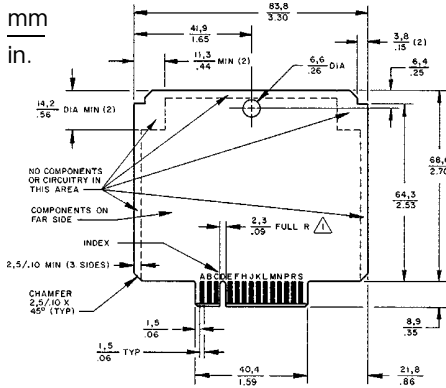 mm
in.
83,8
3.30
41,9
1.65
11,3
.44 MIN (2)
6,6
.26 DIA
3,8
.15 (2)
6,4
.25
14,2
.56 DIA MIN (2)
NO COMPONENTS
OR CIRCUITRY IN
THIS AREA
COMPONENTS ON
FAR SIDE
64,3
2.53
68,6
2.70
2,3
.09 FULL R 1
INDEX
ABCDEFHJKLMNPRS
2,5/.10 MIN (3 SIDES)
CHAMFER
2,5/.10 X
45° (TYP)
1,5
.06
1,5
.06 TYP
40,4
1.59
8,9
.35
21,8
.86